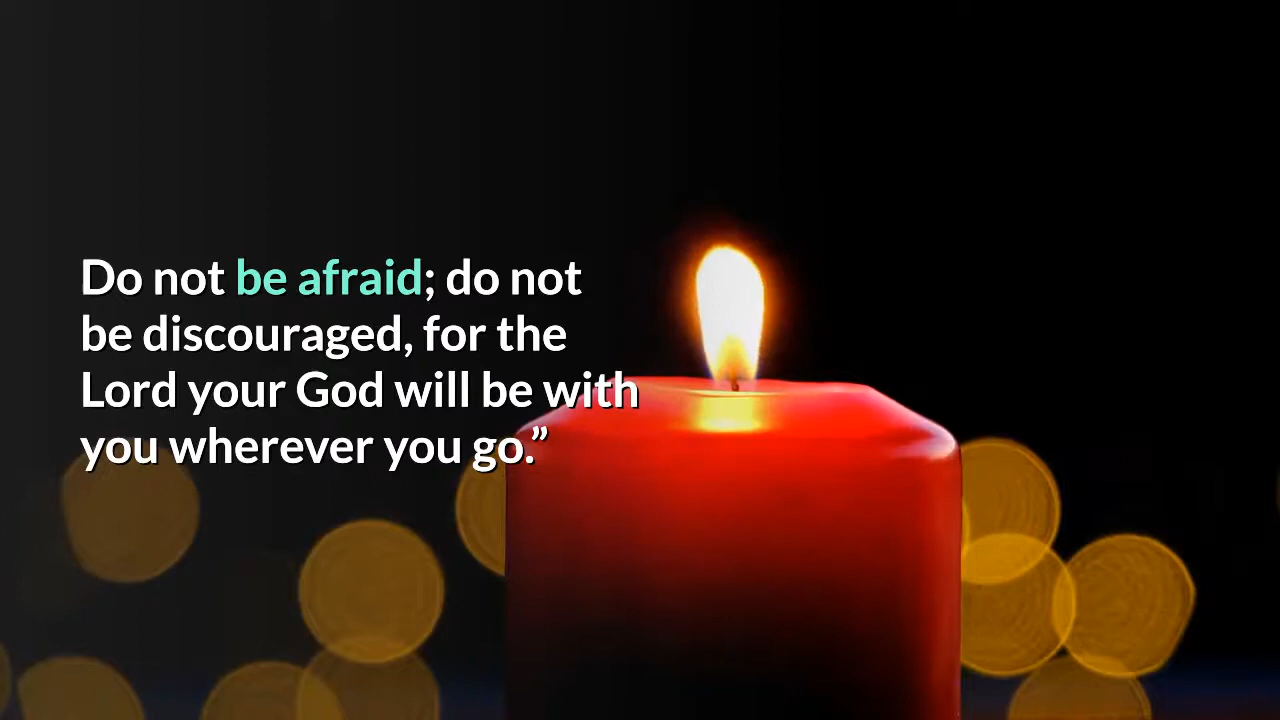 Do not be afraid; do not
be discouraged, for the
Lord your God will be with
you wherever you go.”